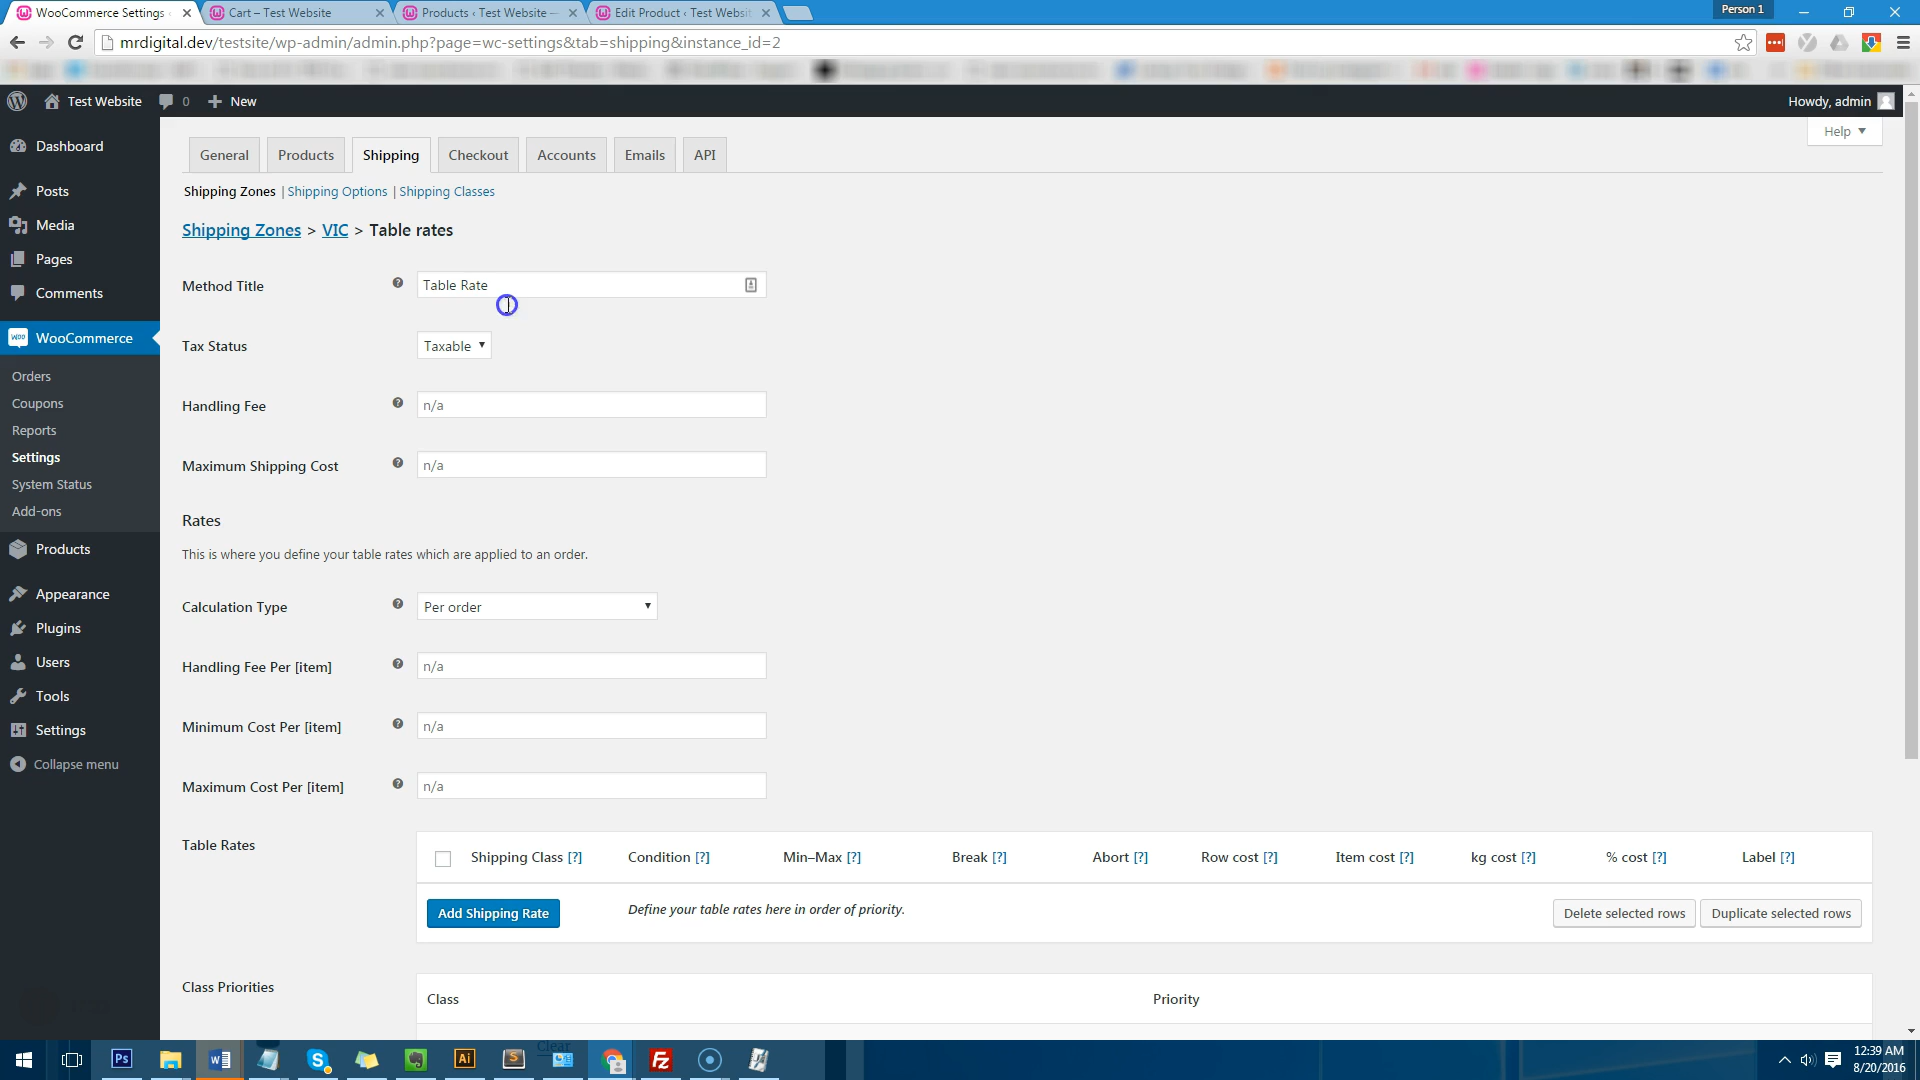 WooCommerce Settings
Cart – Test Website
Products ‹ Test Website —
Edit Product ‹ Test Websit
Person 1
mrdigital.dev/testsite/wp-admin/admin.php?page=wc-settings&tab=shipping&instance_id=2
Test Website 0 New
Howdy, admin
Help
Dashboard
Posts
Media
Pages
Comments
WooCommerce
Orders
Coupons
Reports
Settings
System Status
Add-ons
Products
Appearance
Plugins
Users
Tools
Settings
Collapse menu
General Products Shipping Checkout Accounts Emails API
Shipping Zones | Shipping Options | Shipping Classes
Shipping Zones > VIC > Table rates
Method Title ? Table Rate
Tax Status Taxable
Handling Fee ? n/a
Maximum Shipping Cost ? n/a
Rates
This is where you define your table rates which are applied to an order.
Calculation Type ? Per order
Handling Fee Per [item] ? n/a
Minimum Cost Per [item] ? n/a
Maximum Cost Per [item] ? n/a
Table Rates
Shipping Class [?] Condition [?] Min–Max [?] Break [?] Abort [?] Row cost [?] Item cost [?] kg cost [?] % cost [?] Label [?]
Add Shipping Rate Define your table rates here in order of priority. Delete selected rows Duplicate selected rows
Class Priorities
Class Priority
Clear
12:39 AM
8/20/2016